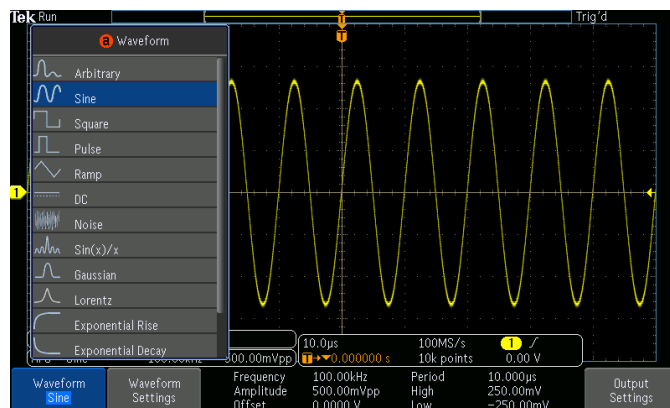 Tek Run Trig'd
T
T
a Waveform
Arbitrary
Sine
Square
Pulse
Ramp
DC
Noise
Sin(x)/x
Gaussian
Lorentz
Exponential Rise
Exponential Decay
1
500.00mVpp
10.0µs 100MS/s 1
T 0.000000 s 10k points 0.00 V
Waveform
Sine
Waveform
Settings
Frequency 100.00kHz Period 10.000µs
Amplitude 500.00mVpp High 250.00mV
Offset 0.0000 V Low −250.00mV
Output
Settings